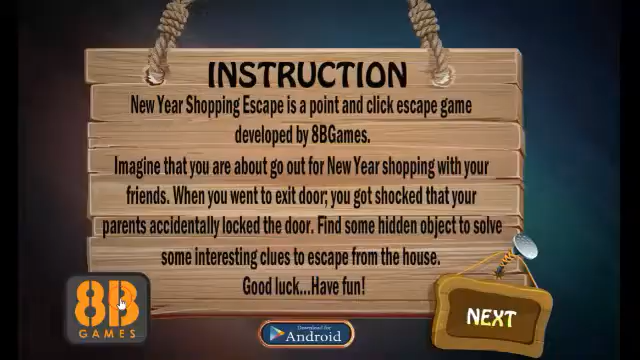 INSTRUCTION
New Year Shopping Escape is a point and click escape game
developed by 8BGames.
Imagine that you are about go out for New Year shopping with your
friends. When you went to exit door; you got shocked that your
parents accidentally locked the door. Find some hidden object to solve
some interesting clues to escape from the house.
Good luck...Have fun!
8B
GAMES
Download for
Android
NEXT